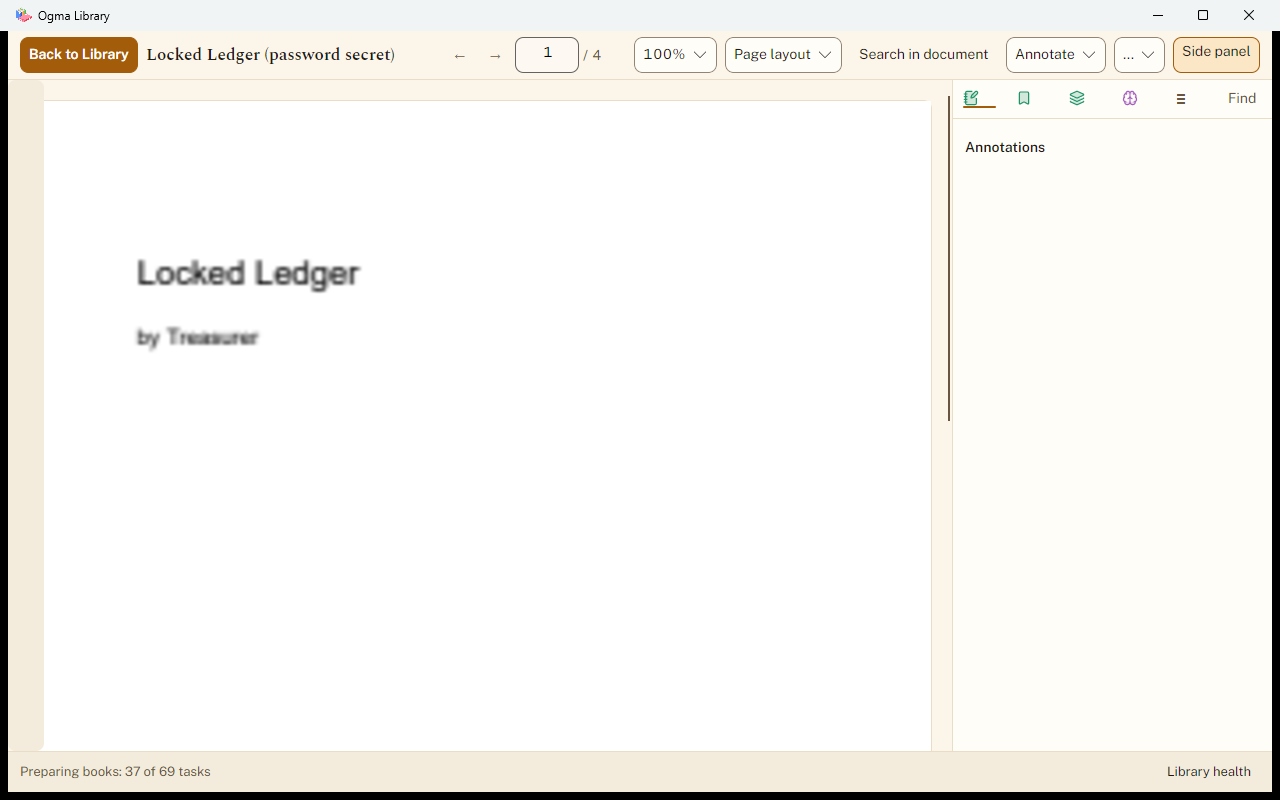 Ogma Library
Back to Library Locked Ledger (password secret) ← → 1 / 4 100% Page layout Search in document Annotate ... Side panel
Find
Annotations
Locked Ledger
by Treasurer
Preparing books: 37 of 69 tasks Library health